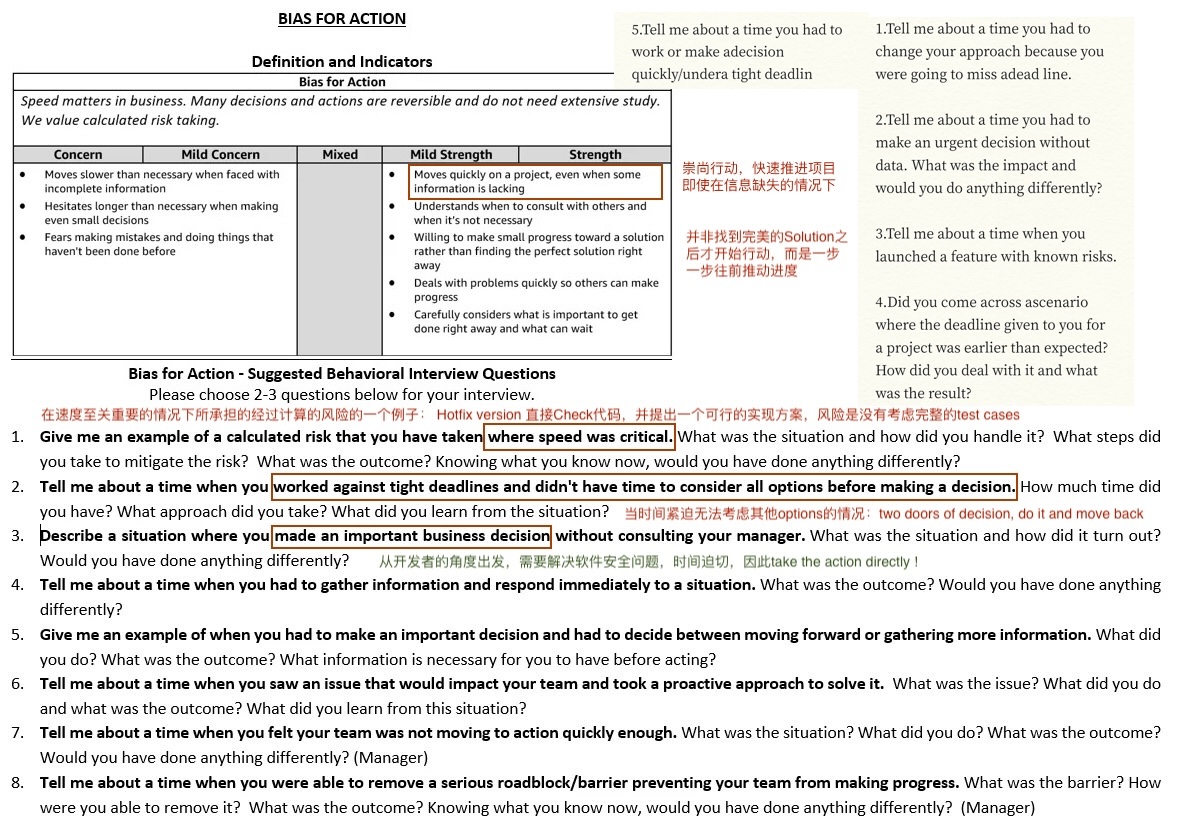 BIAS FOR ACTION
Definition and Indicators
Bias for Action
Speed matters in business. Many decisions and actions are reversible and do not need extensive study.
We value calculated risk taking.
Concern
Mild Concern
Mixed
Mild Strength
Strength
• Moves slower than necessary when faced with
incomplete information
• Hesitates longer than necessary when making
even small decisions
• Fears making mistakes and doing things that
haven't been done before
• Moves quickly on a project, even when some
information is lacking
• Understands when to consult with others and
when it's not necessary
• Willing to make small progress toward a solution
rather than finding the perfect solution right
away
• Deals with problems quickly so others can make
progress
• Carefully considers what is important to get
done right away and what can wait
崇尚行动，快速推进项目
即使在信息缺失的情况下
并非找到完美的Solution之
后才开始行动，而是一步
一步往前推动进度
5.Tell me about a time you had to
work or make adecision
quickly/undera tight deadlin
1.Tell me about a time you had to
change your approach because you
were going to miss adead line.
2.Tell me about a time you had to
make an urgent decision without
data. What was the impact and
would you do anything differently?
3.Tell me about a time when you
launched a feature with known risks.
4.Did you come across ascenario
where the deadline given to you for
a project was earlier than expected?
How did you deal with it and what
was the result?
Bias for Action - Suggested Behavioral Interview Questions
Please choose 2-3 questions below for your interview.
在速度至关重要的情况下所承担的经过计算的风险的一个例子： Hotfix version 直接Check代码，并提出一个可行的实现方案，风险是没有考虑完整的test cases
1. Give me an example of a calculated risk that you have taken where speed was critical. What was the situation and how did you handle it? What steps did
you take to mitigate the risk? What was the outcome? Knowing what you know now, would you have done anything differently?
2. Tell me about a time when you worked against tight deadlines and didn't have time to consider all options before making a decision. How much time did
you have? What approach did you take? What did you learn from the situation? 当时间紧迫无法考虑其他options的情况：two doors of decision, do it and move back
3. Describe a situation where you made an important business decision without consulting your manager. What was the situation and how did it turn out?
Would you have done anything differently? 从开发者的角度出发，需要解决软件安全问题，时间迫切，因此take the action directly！
4. Tell me about a time when you had to gather information and respond immediately to a situation. What was the outcome? Would you have done anything
differently?
5. Give me an example of when you had to make an important decision and had to decide between moving forward or gathering more information. What did
you do? What was the outcome? What information is necessary for you to have before acting?
6. Tell me about a time when you saw an issue that would impact your team and took a proactive approach to solve it. What was the issue? What did you do
and what was the outcome? What did you learn from this situation?
7. Tell me about a time when you felt your team was not moving to action quickly enough. What was the situation? What did you do? What was the outcome?
Would you have done anything differently? (Manager)
8. Tell me about a time when you were able to remove a serious roadblock/barrier preventing your team from making progress. What was the barrier? How
were you able to remove it? What was the outcome? Knowing what you know now, would you have done anything differently? (Manager)